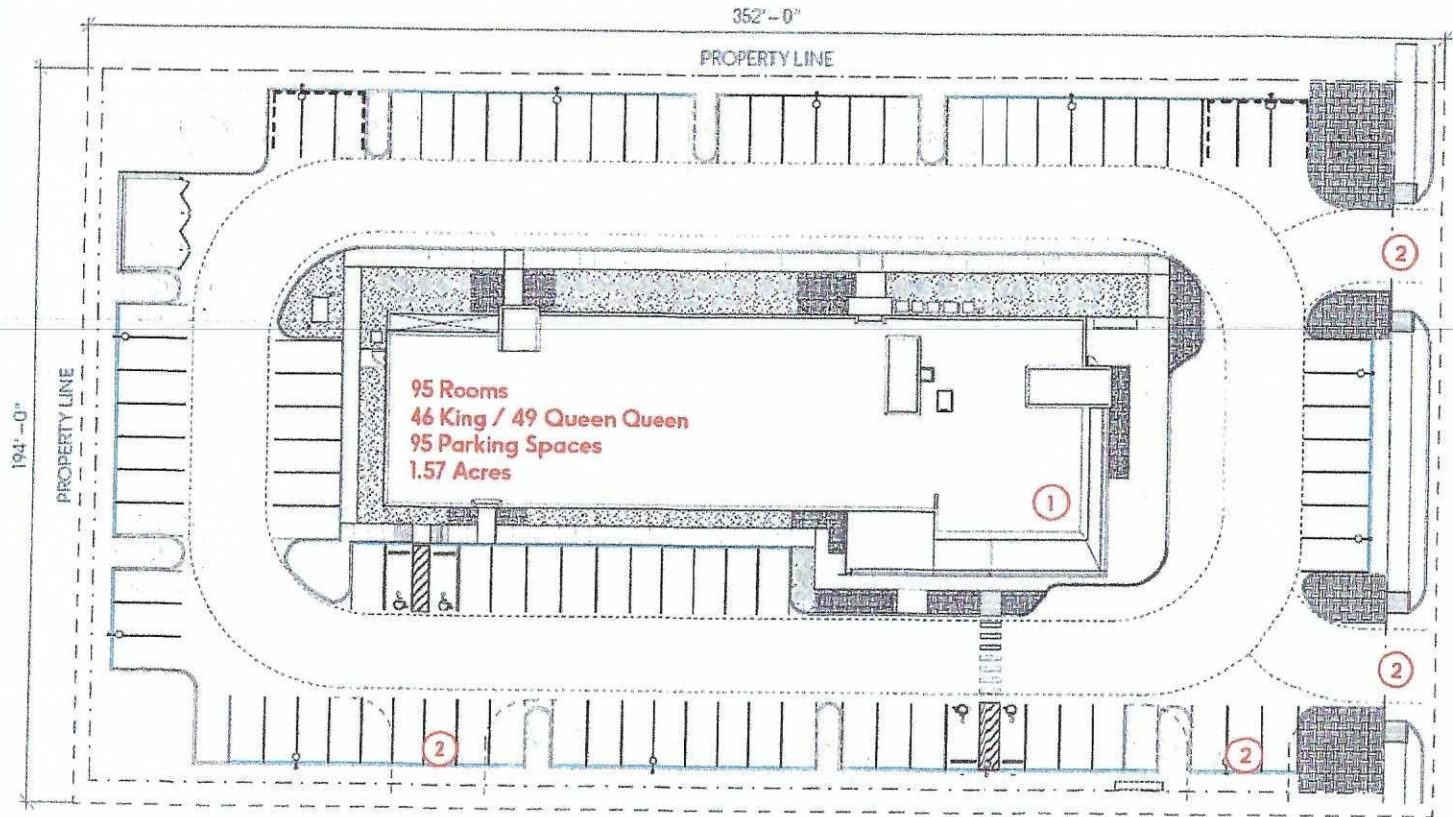 352'-0"
PROPERTY LINE
2
194'-0"
PROPERTY LINE
95 Rooms
46 King / 49 Queen Queen
95 Parking Spaces
1.57 Acres
1
2
2
2